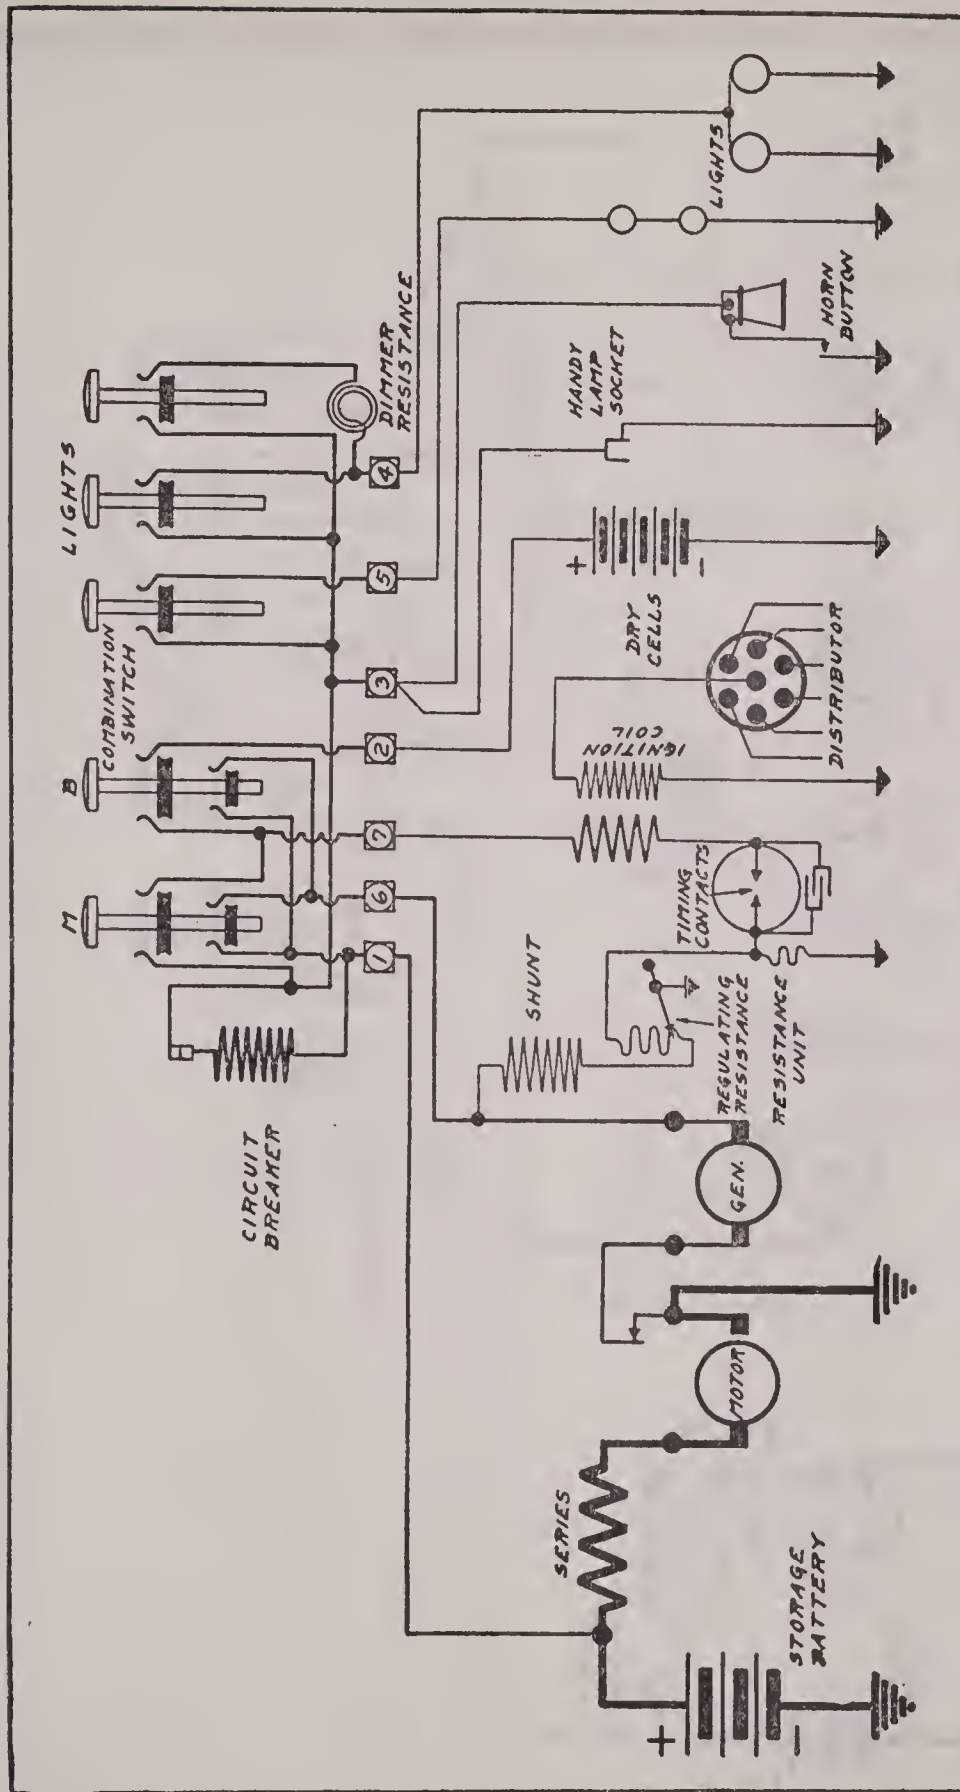 M
B
LIGHTS
COMBINATION
SWITCH
CIRCUIT
BREAKER
1
6
7
2
3
5
4
DIMMER
RESISTANCE
SERIES
SHUNT
IGNITION
COIL
DRY
CELLS
+
-
HANDY
LAMP
SOCKET
TIMING
CONTACTS
REGULATING
RESISTANCE
RESISTANCE
UNIT
LIGHTS
+
-
MOTOR
GEN.
STORAGE
BATTERY
DISTRIBUTOR
HORN
BUTTON